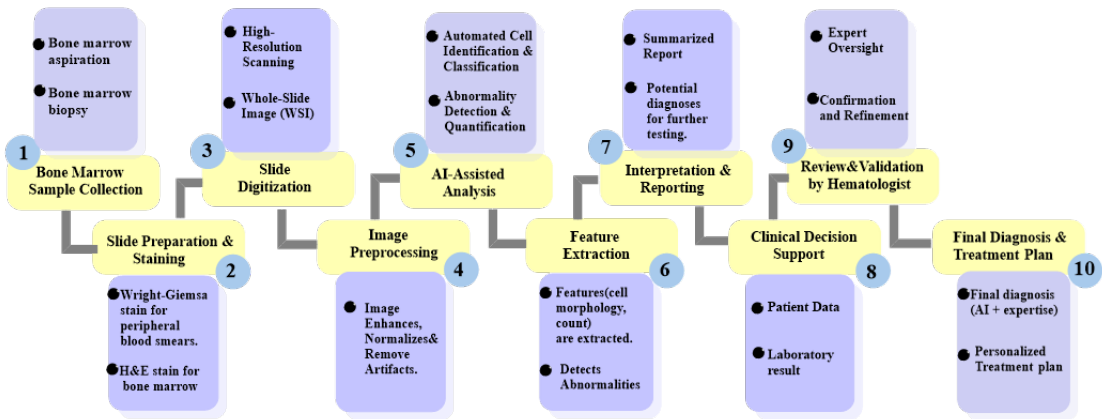 1
Bone marrow
aspiration
Bone marrow
biopsy
Bone Marrow
Sample Collection
Slide Preparation &
Staining
2
Wright-Giemsa
stain for
peripheral
blood smears.
H&E stain for
bone marrow
3
High-
Resolution
Scanning
Whole-Slide
Image (WSI)
Slide
Digitization
Image
Preprocessing
4
Image
Enhances,
Normalizes&
Remove
Artifacts.
5
Automated Cell
Identification &
Classification
Abnormality
Detection &
Quantification
AI-Assisted
Analysis
Feature
Extraction
6
Features(cell
morphology,
count)
are extracted.
Detects
Abnormalities
7
Summarized
Report
Potential
diagnoses
for further
testing.
Interpretation &
Reporting
Clinical Decision
Support
8
Patient Data
Laboratory
result
9
Expert
Oversight
Confirmation
and Refinement
Review&Validation
by Hematologist
Final Diagnosis &
Treatment Plan
10
Final diagnosis
(AI + expertise)
Personalized
Treatment plan